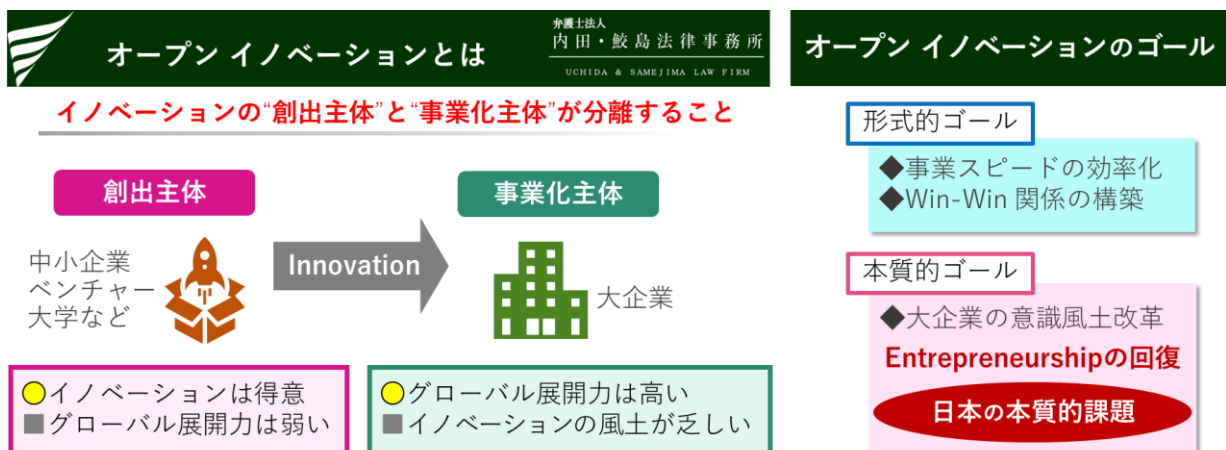 オープン イノベーションとは
弁護士法人
内田・鮫島法律事務所
UCHIDA & SAMEJIMA LAW FIRM
イノベーションの“創出主体”と“事業化主体”が分離すること
創出主体
事業化主体
中小企業
ベンチャー
大学など
Innovation
大企業
イノベーションは得意
■グローバル展開力は弱い
グローバル展開力は高い
■イノベーションの風土が乏しい
オープン イノベーションのゴール
形式的ゴール
◆事業スピードの効率化
◆Win-Win 関係の構築
本質的ゴール
◆大企業の意識風土改革
Entrepreneurshipの回復
日本の本質的課題